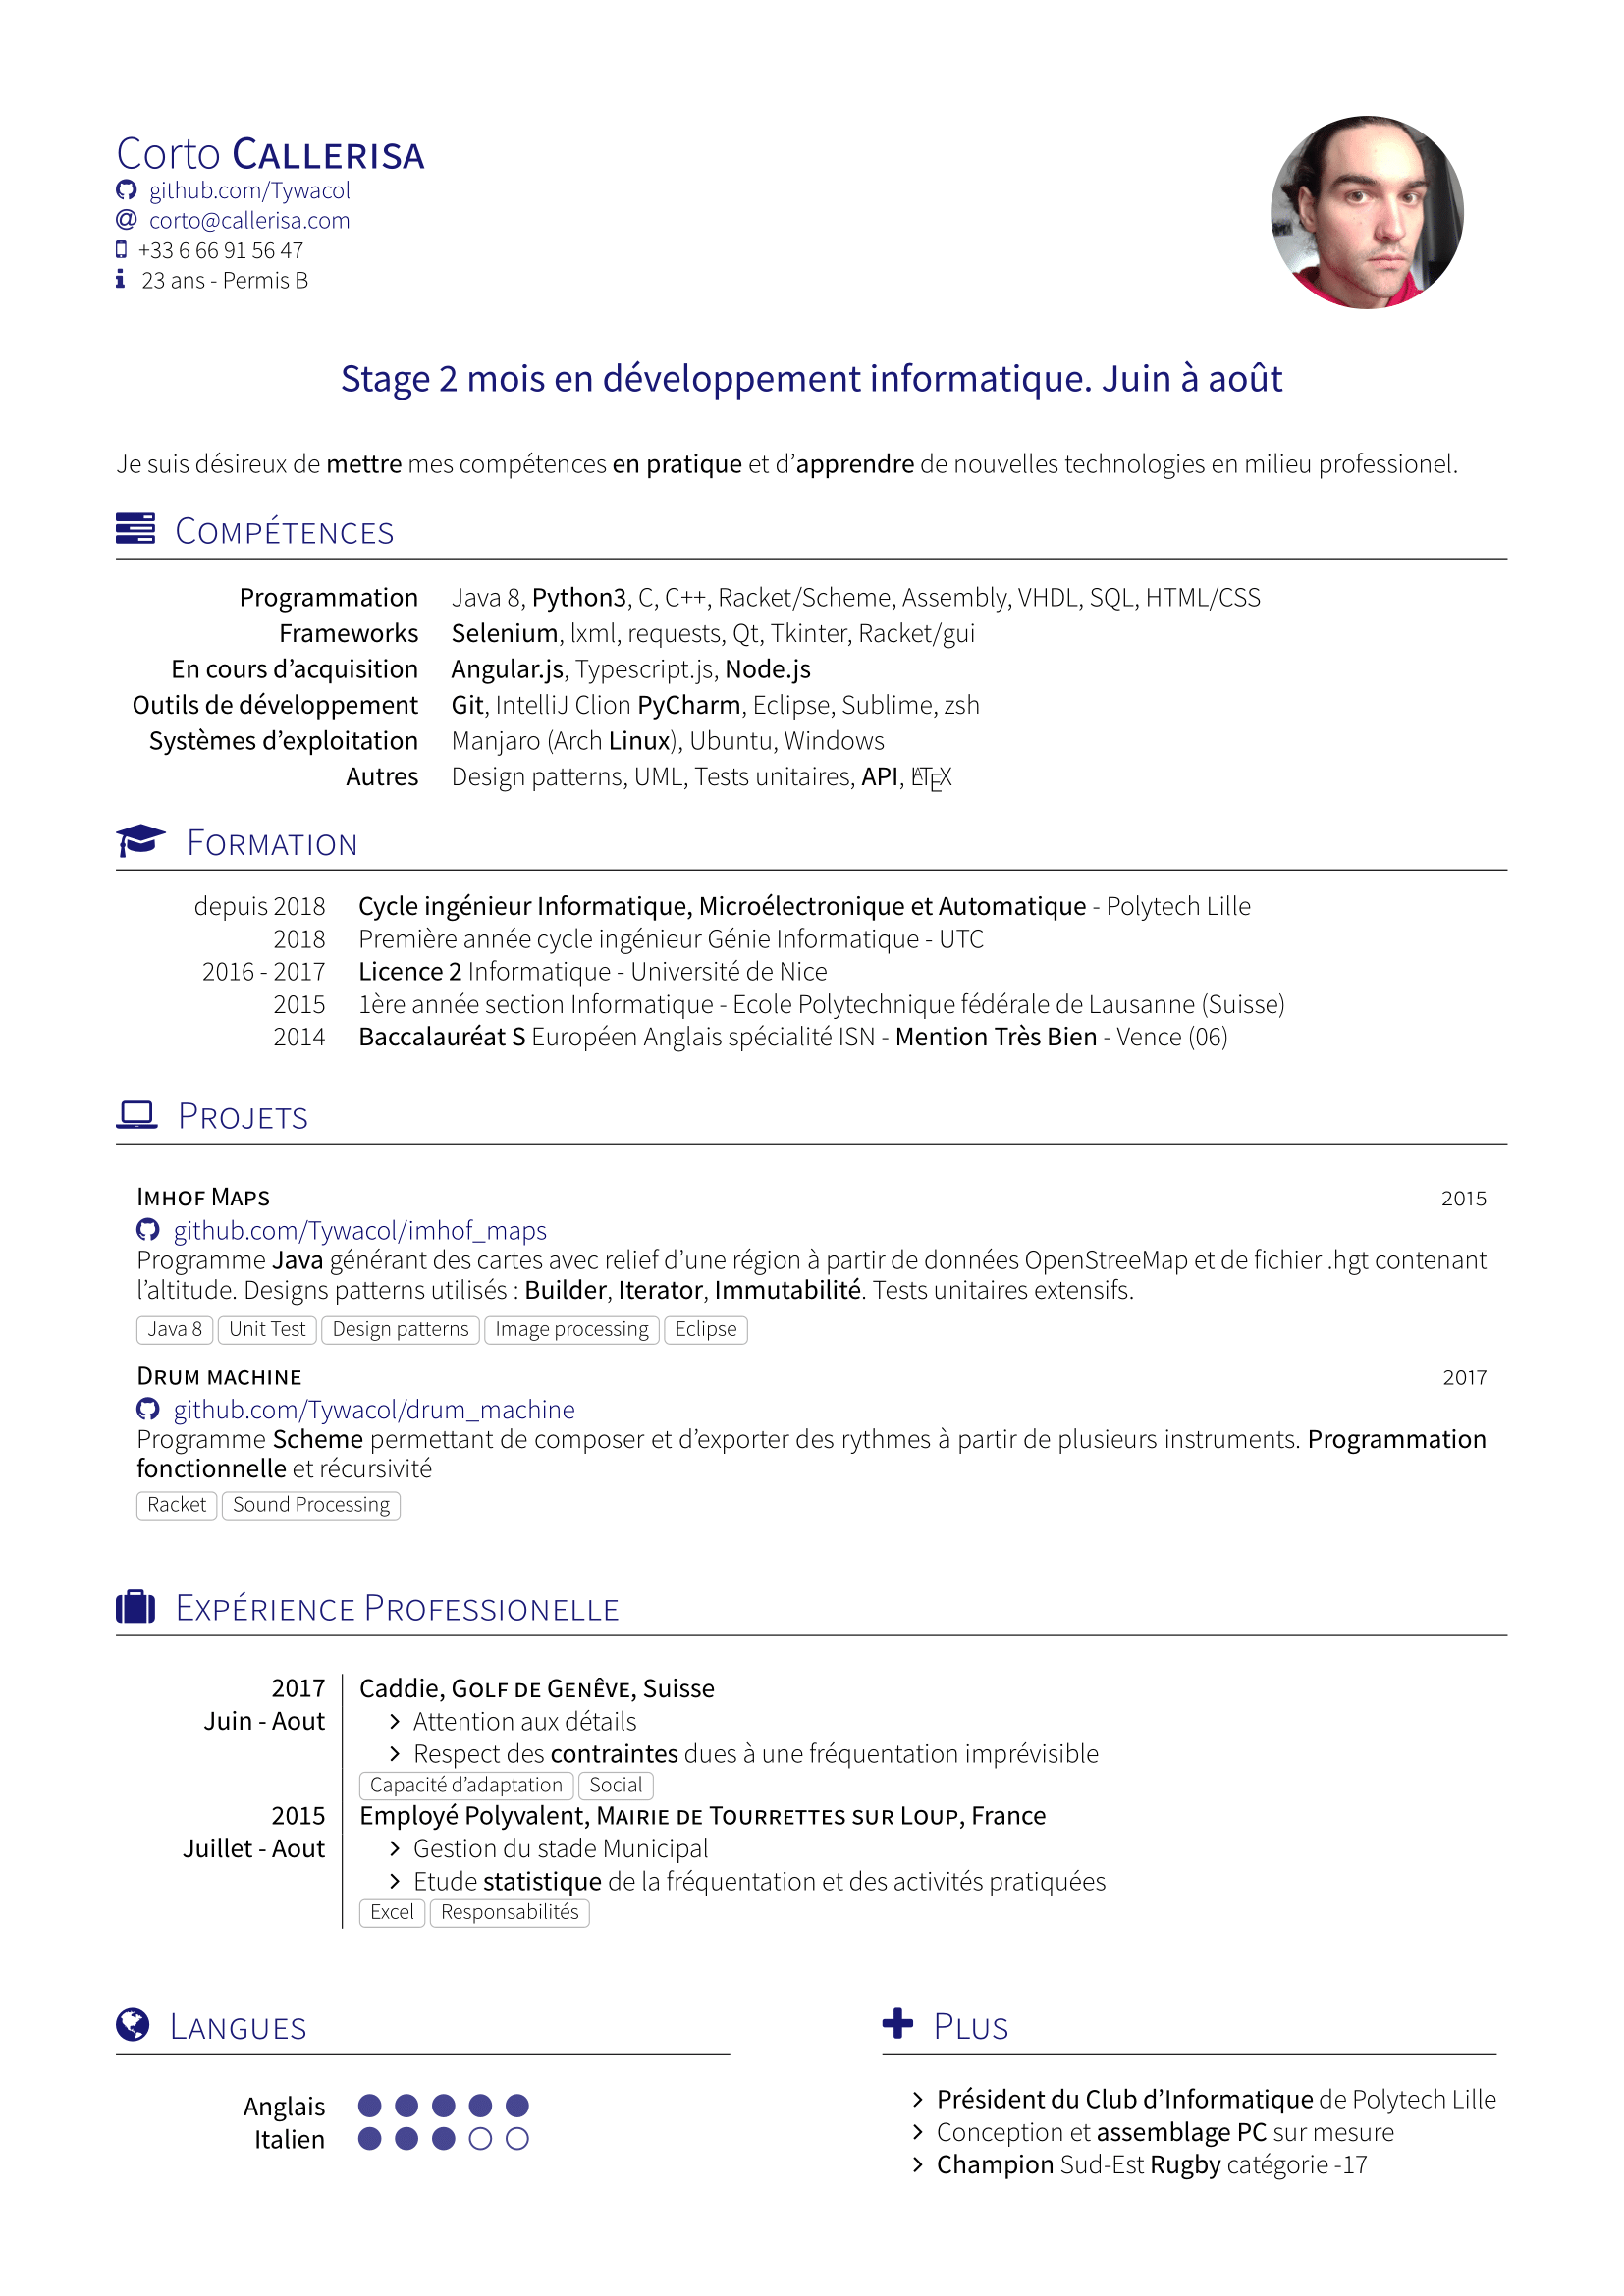 Corto CALLERISA
github.com/Tywacol
corto@callerisa.com
+33 6 66 91 56 47
23 ans - Permis B
Stage 2 mois en développement informatique. Juin à août
Je suis désireux de mettre mes compétences en pratique et d’apprendre de nouvelles technologies en milieu professionel.
COMPÉTENCES
Programmation Java 8, Python3, C, C++, Racket/Scheme, Assembly, VHDL, SQL, HTML/CSS
Frameworks Selenium, lxml, requests, Qt, Tkinter, Racket/gui
En cours d’acquisition Angular.js, Typescript.js, Node.js
Outils de développement Git, IntelliJ Clion PyCharm, Eclipse, Sublime, zsh
Systèmes d’exploitation Manjaro (Arch Linux), Ubuntu, Windows
Autres Design patterns, UML, Tests unitaires, API, LATEX
FORMATION
depuis 2018 Cycle ingénieur Informatique, Microélectronique et Automatique - Polytech Lille
2018 Première année cycle ingénieur Génie Informatique - UTC
2016 - 2017 Licence 2 Informatique - Université de Nice
2015 1ère année section Informatique - Ecole Polytechnique fédérale de Lausanne (Suisse)
2014 Baccalauréat S Européen Anglais spécialité ISN - Mention Très Bien - Vence (06)
PROJETS
IMHOF MAPS 2015
github.com/Tywacol/imhof_maps
Programme Java générant des cartes avec relief d’une région à partir de données OpenStreeMap et de fichier .hgt contenant
l’altitude. Designs patterns utilisés : Builder, Iterator, Immutabilité. Tests unitaires extensifs.
Java 8 Unit Test Design patterns Image processing Eclipse
DRUM MACHINE 2017
github.com/Tywacol/drum_machine
Programme Scheme permettant de composer et d’exporter des rythmes à partir de plusieurs instruments. Programmation
fonctionnelle et récursivité
Racket Sound Processing
EXPÉRIENCE PROFESSIONELLE
2017 Caddie, GOLF DE GENÊVE, Suisse
Juin - Aout Attention aux détails
Respect des contraintes dues à une fréquentation imprévisible
Capacité d’adaptation Social
2015 Employé Polyvalent, MAIRIE DE TOURRETTES SUR LOUP, France
Juillet - Aout Gestion du stade Municipal
Etude statistique de la fréquentation et des activités pratiquées
Excel Responsabilités
LANGUES
Anglais
Italien
PLUS
Président du Club d’Informatique de Polytech Lille
Conception et assemblage PC sur mesure
Champion Sud-Est Rugby catégorie -17